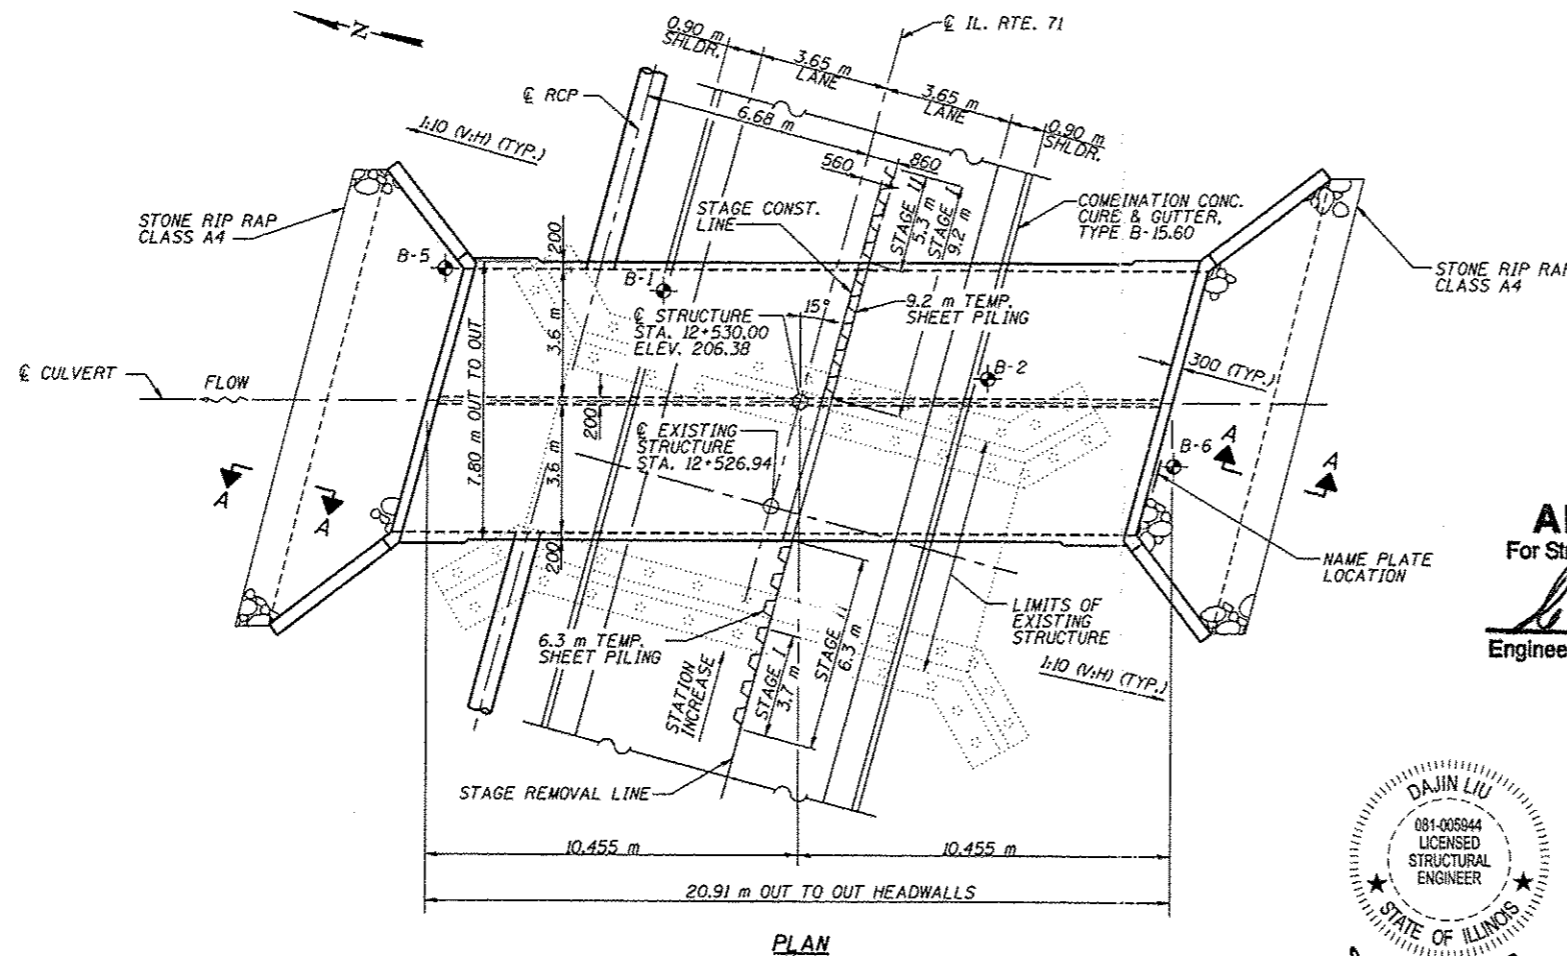 Z
0.90 m
SHLDR.
3.65 m
LANE
℄ IL. RTE. 71
3.65 m
LANE
0.90 m
SHLDR.
℄ RCP
6.68 m
1:10 (V:H) (TYP.)
560
860
STAGE II
5.3 m
STAGE I
9.2 m
STAGE CONST.
LINE
COMBINATION CONC.
CURE & GUTTER,
TYPE B-15.60
STONE RIP RAP
CLASS A4
B-5
200
B-1
STONE RIP RAP
CLASS A4
℄ STRUCTURE
STA. 12+530.00
ELEV. 206.38
15°
9.2 m TEMP.
SHEET PILING
3.6 m
7.80 m OUT TO OUT
B-2
300 (TYP.)
℄ CULVERT
FLOW
200
℄ EXISTING
STRUCTURE
STA. 12+526.94
3.6 m
B-6
A
A
A
A
200
NAME PLATE
LOCATION
For St
Enginee
LIMITS OF
EXISTING
STRUCTURE
6.3 m TEMP.
SHEET PILING
STATION
INCREASE
STAGE I
3.7 m
STAGE II
6.3 m
1:10 (V:H) (TYP.)
STAGE REMOVAL LINE
10.455 m
10.455 m
20.91 m OUT TO OUT HEADWALLS
PLAN
DAJIN LIU
081-005944
LICENSED
STRUCTURAL
ENGINEER
STATE OF ILLINOIS